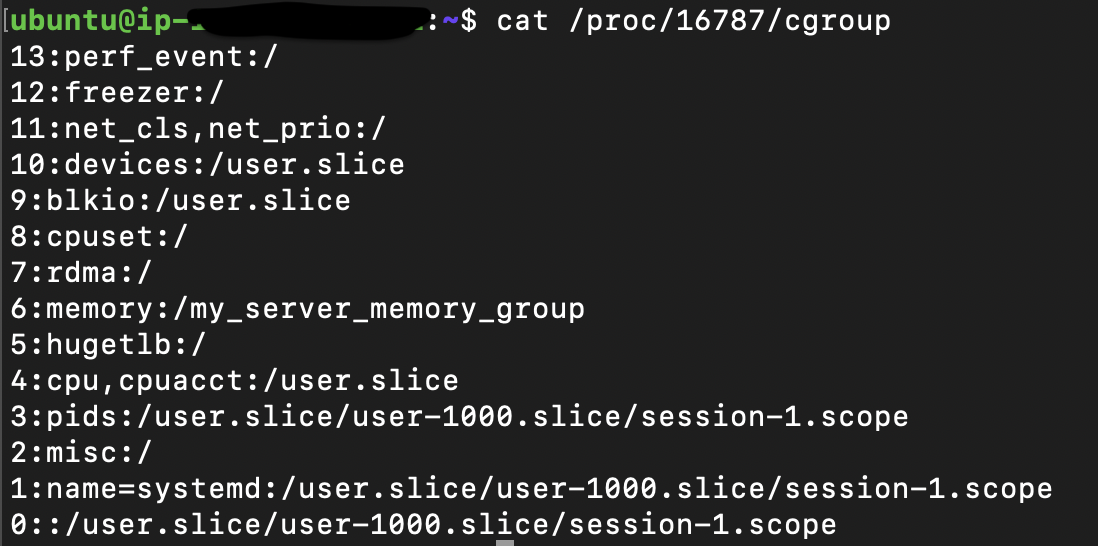 ubuntu@ip- :~$ cat /proc/16787/cgroup
13:perf_event:/
12:freezer:/
11:net_cls,net_prio:/
10:devices:/user.slice
9:blkio:/user.slice
8:cpuset:/
7:rdma:/
6:memory:/my_server_memory_group
5:hugetlb:/
4:cpu,cpuacct:/user.slice
3:pids:/user.slice/user-1000.slice/session-1.scope
2:misc:/
1:name=systemd:/user.slice/user-1000.slice/session-1.scope
0::/user.slice/user-1000.slice/session-1.scope